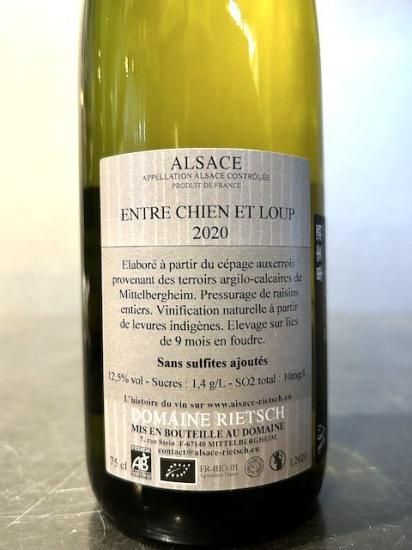 ALSACE
APPELLATION ALSACE CONTRÔLÉE
PRODUIT DE FRANCE
ENTRE CHIEN ET LOUP
2020
Elaboré à partir du cépage auxerrois
provenant des terroirs argilo-calcaires de
Mittelbergheim. Pressurage de raisins
entiers. Vinification naturelle à partir
de levures indigènes. Elevage sur lies
de 9 mois en foudre.
Sans sulfites ajoutés
12,5% vol - Sucres : 1,4 g/L - SO2 total : 10mg/L
L'histoire du vin sur www.alsace-rietsch.eu
DOMAINE RIETSCH
MIS EN BOUTEILLE AU DOMAINE
7, rue Stein F-67140 MITTELBERGHEIM
contact@alsace-rietsch.eu
75 cl
AB
FR-BIO-01
Agriculture France
L2020